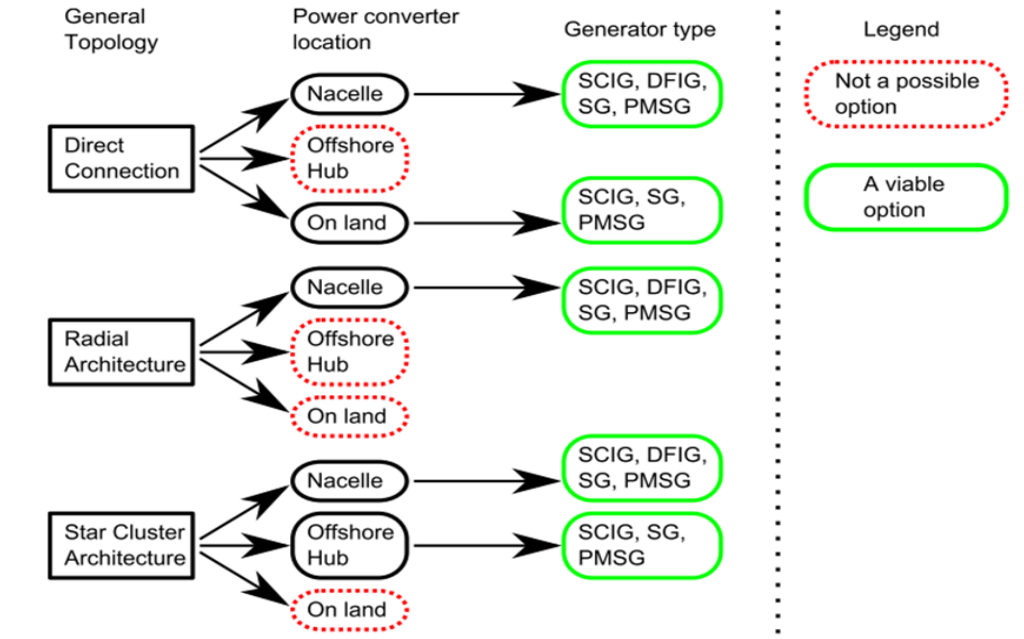 General
Topology
Power converter
location
Generator type
Legend
Nacelle
SCIG, DFIG,
SG, PMSG
Direct
Connection
Offshore
Hub
On land
SCIG, SG,
PMSG
Nacelle
SCIG, DFIG,
SG, PMSG
Radial
Architecture
Offshore
Hub
On land
Nacelle
SCIG, DFIG,
SG, PMSG
Star Cluster
Architecture
Offshore
Hub
SCIG, SG,
PMSG
On land
Not a possible
option
A viable
option